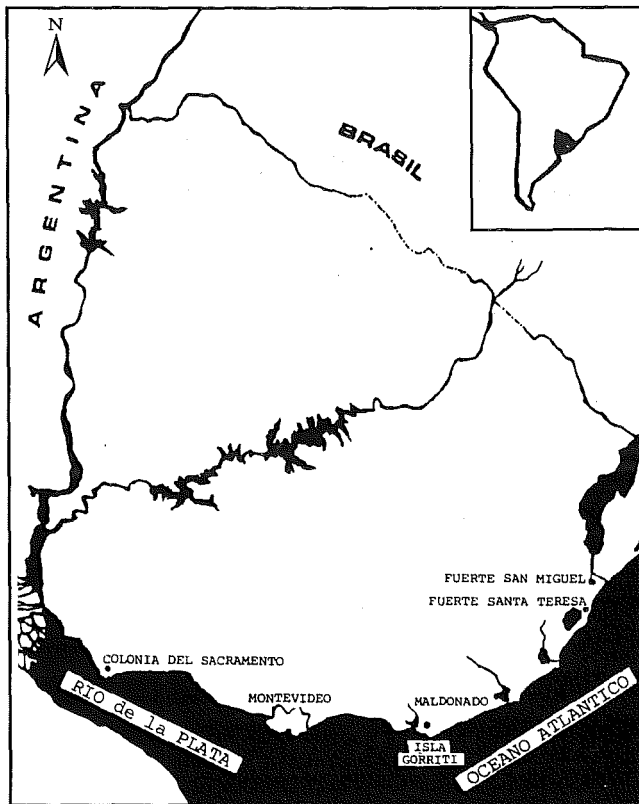 N
ARGENTINA
BRASIL
FUERTE SAN MIGUEL
FUERTE SANTA TERESA
COLONIA DEL SACRAMENTO
MONTEVIDEO
MALDONADO
RIO de la PLATA
ISLA
GORRITI
OCEANO ATLANTICO